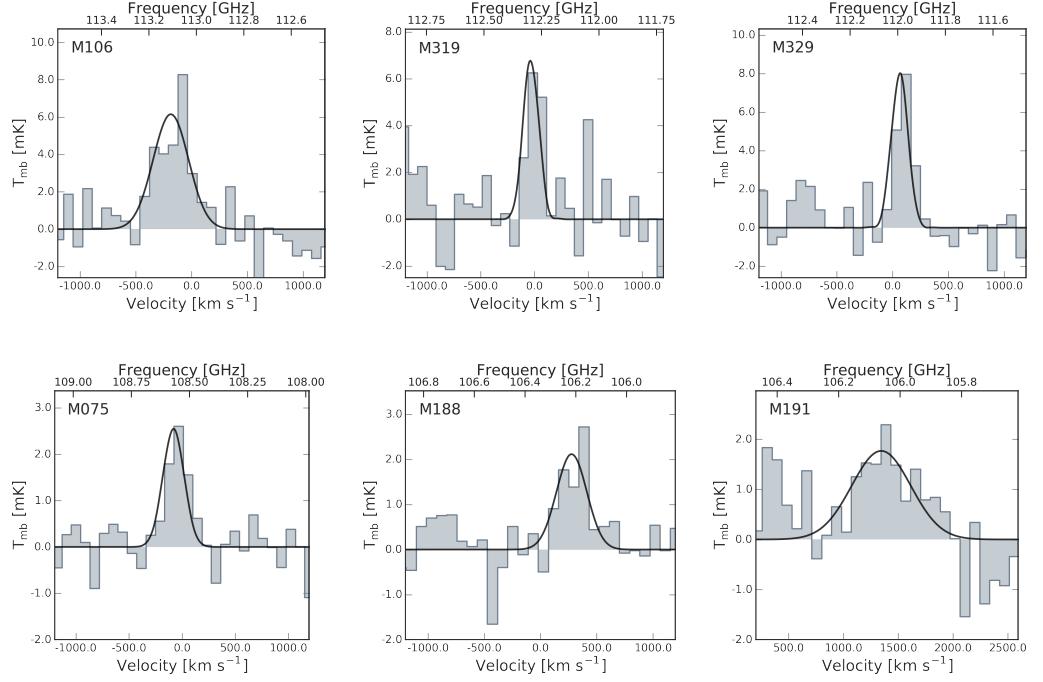 Frequency [GHz] Frequency [GHz] Frequency [GHz]
113.4 113.2 113.0 112.8 112.6 112.75 112.50 112.25 112.00 111.75 112.4 112.2 112.0 111.8 111.6
M106 M319 M329
10.0 8.0 6.0 4.0 2.0 0.0 -2.0
T_mb [mK]
8.0 6.0 4.0 2.0 0.0 -2.0
T_mb [mK]
10.0 8.0 6.0 4.0 2.0 0.0 -2.0
T_mb [mK]
-1000.0 -500.0 0.0 500.0 1000.0 -1000.0 -500.0 0.0 500.0 1000.0 -1000.0 -500.0 0.0 500.0 1000.0
Velocity [km s⁻¹] Velocity [km s⁻¹] Velocity [km s⁻¹]
Frequency [GHz] Frequency [GHz] Frequency [GHz]
109.00 108.75 108.50 108.25 108.00 106.8 106.6 106.4 106.2 106.0 106.4 106.2 106.0 105.8
M075 M188 M191
3.0 2.0 1.0 0.0 -1.0 -2.0
T_mb [mK]
3.0 2.0 1.0 0.0 -1.0 -2.0
T_mb [mK]
2.0 1.0 0.0 -1.0 -2.0
T_mb [mK]
-1000.0 -500.0 0.0 500.0 1000.0 -1000.0 -500.0 0.0 500.0 1000.0 500.0 1000.0 1500.0 2000.0 2500.0
Velocity [km s⁻¹] Velocity [km s⁻¹] Velocity [km s⁻¹]